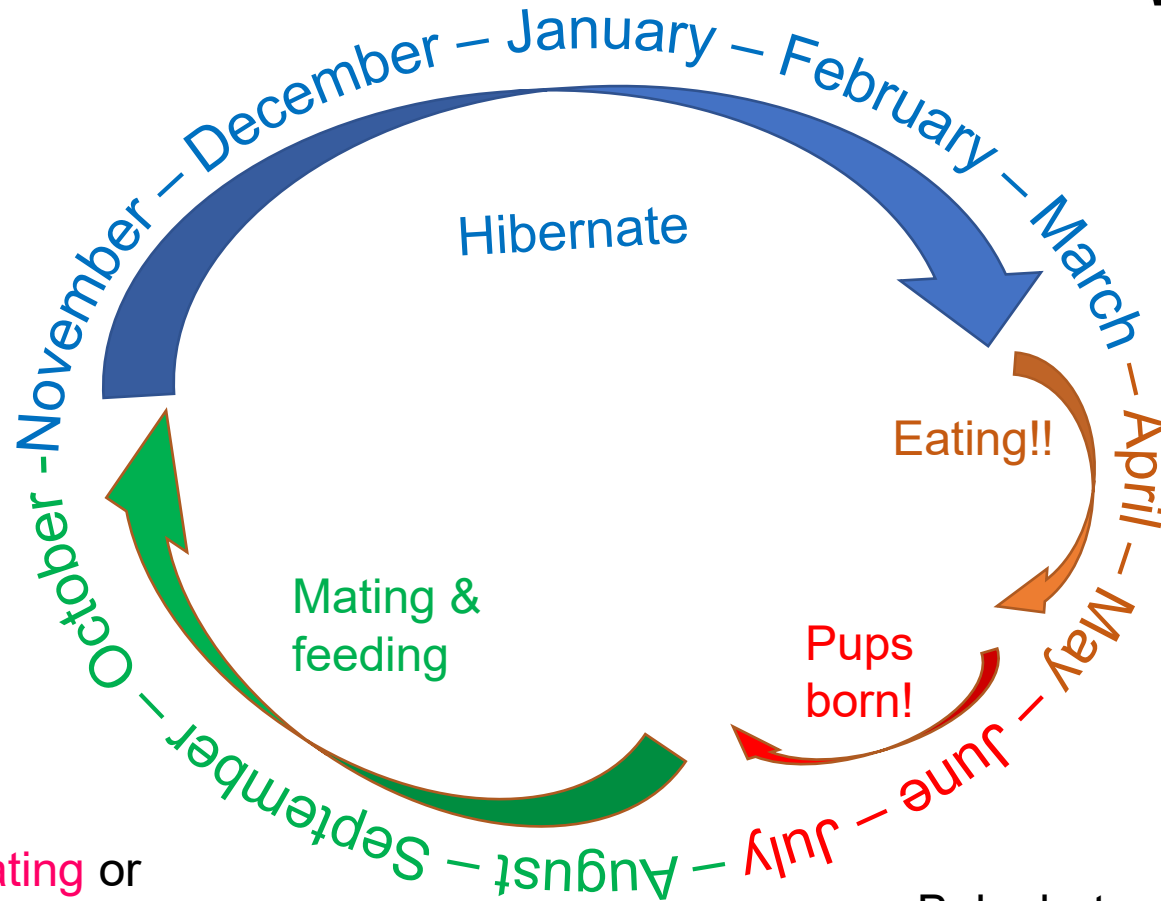 November – December – January – February – March – April – May – June – July – August – September – October -
Hibernate
Eating!!
Mating &
feeding
Pups
born!
ating or